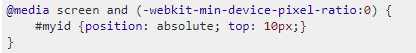 @media screen and (-webkit-min-device-pixel-ratio:0) {
    #myid {position: absolute; top: 10px;}
}